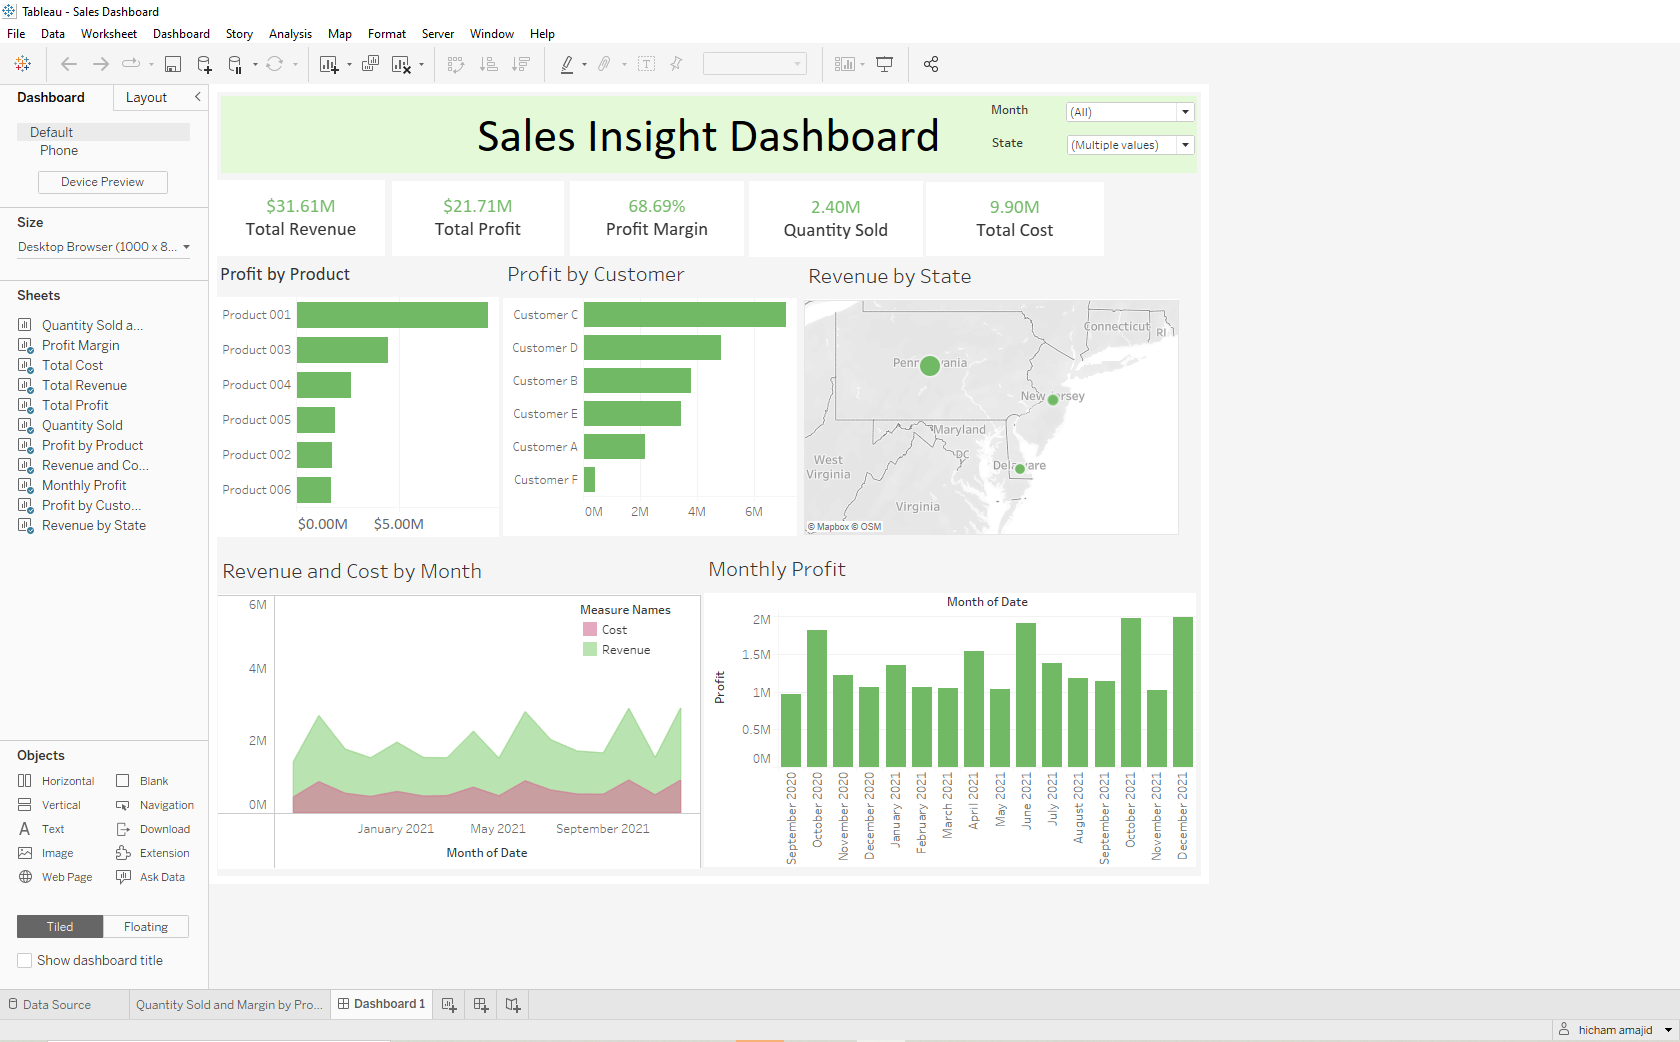 Tableau - Sales Dashboard
File Data Worksheet Dashboard Story Analysis Map Format Server Window Help
Dashboard Layout
Default
Phone
Device Preview
Size
Desktop Browser (1000 x 8...
Sheets
Quantity Sold a...
Profit Margin
Total Cost
Total Revenue
Total Profit
Quantity Sold
Profit by Product
Revenue and Co...
Monthly Profit
Profit by Custo...
Revenue by State
Objects
Horizontal Blank
Vertical Navigation
Text Download
Image Extension
Web Page Ask Data
Tiled Floating
Show dashboard title
Sales Insight Dashboard
Month (All)
State (Multiple values)
$31.61M
Total Revenue
$21.71M
Total Profit
68.69%
Profit Margin
2.40M
Quantity Sold
9.90M
Total Cost
Profit by Product
Product 001
Product 003
Product 004
Product 005
Product 002
Product 006
$0.00M $5.00M
Profit by Customer
Customer C
Customer D
Customer B
Customer E
Customer A
Customer F
0M 2M 4M 6M
Revenue by State
Connecticut RI
Pennsylvania
New Jersey
Maryland
DC
Delaware
West
Virginia
Virginia
© Mapbox © OSM
Revenue and Cost by Month
6M
4M
2M
0M
Measure Names
Cost
Revenue
January 2021 May 2021 September 2021
Month of Date
Monthly Profit
Month of Date
Profit
2M
1.5M
1M
0.5M
0M
September 2020
October 2020
November 2020
December 2020
January 2021
February 2021
March 2021
April 2021
May 2021
June 2021
July 2021
August 2021
September 2021
October 2021
November 2021
December 2021
Data Source Quantity Sold and Margin by Pro... Dashboard 1
hicham amajid